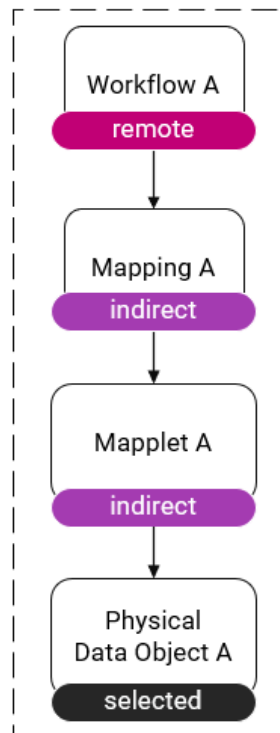 Workflow A
remote
Mapping A
indirect
Mapplet A
indirect
Physical
Data Object A
selected